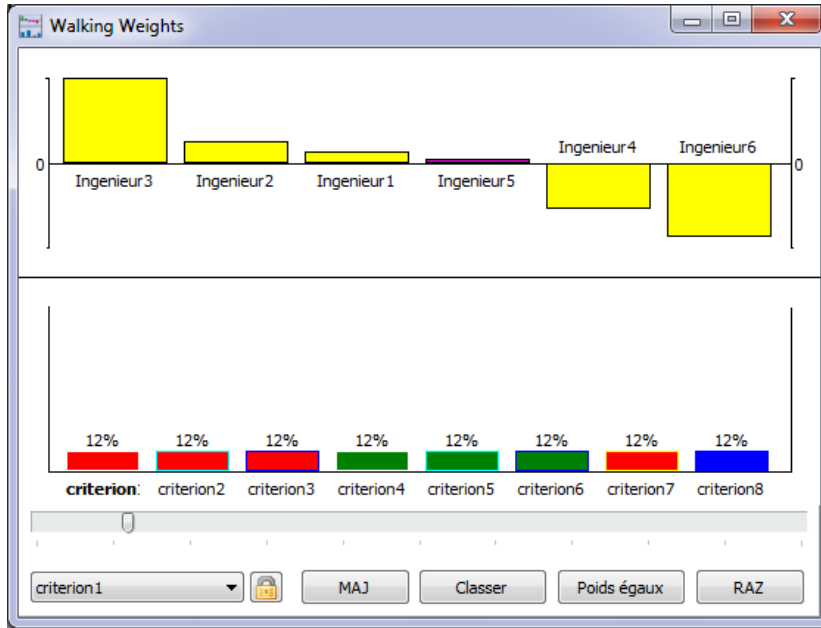 Walking Weights
Ingenieur4 Ingenieur6
0 0
Ingenieur3 Ingenieur2 Ingenieur1 Ingenieur5
12% 12% 12% 12% 12% 12% 12% 12%
criterion: criterion2 criterion3 criterion4 criterion5 criterion6 criterion7 criterion8
criterion1 MAJ Classer Poids égaux RAZ